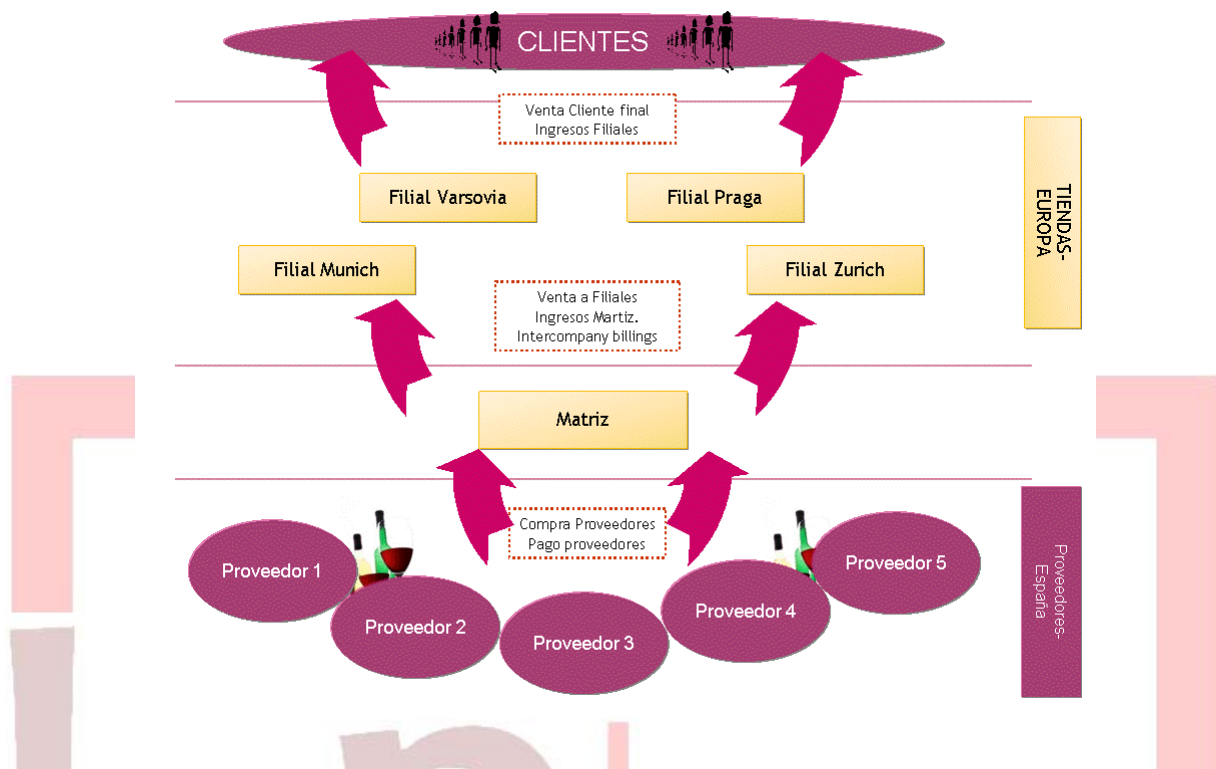 CLIENTES
Venta Cliente final
Ingresos Filiales
Filial Varsovia
Filial Praga
TIENDAS-
EUROPA
Filial Munich
Filial Zurich
Venta a Filiales
Ingresos Martiz.
Intercompany billings
Matriz
Compra Proveedores
Pago proveedores
Proveedor 1
Proveedor 2
Proveedor 3
Proveedor 4
Proveedor 5
Proveedores-
España